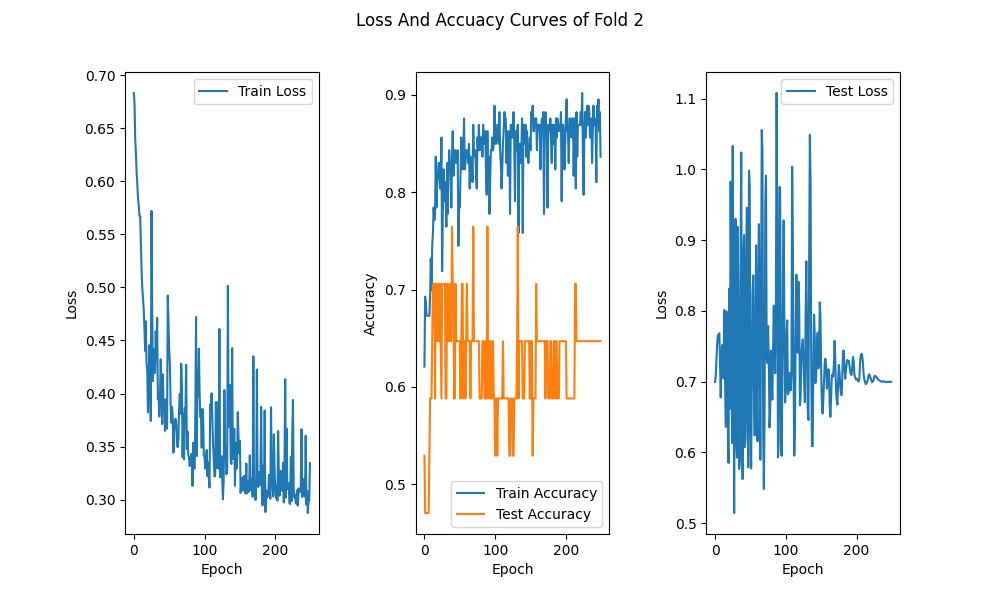 Loss And Accuacy Curves of Fold 2
0.70
0.65
0.60
0.55
0.50
0.45
0.40
0.35
0.30
Loss
0
100
200
Epoch
Train Loss
0.9
0.8
0.7
0.6
0.5
Accuracy
0
100
200
Epoch
Train Accuracy
Test Accuracy
1.1
1.0
0.9
0.8
0.7
0.6
0.5
Loss
0
100
200
Epoch
Test Loss